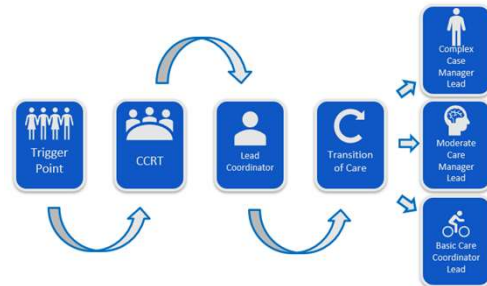 Trigger
Point
CCRT
Lead
Coordinator
Transition
of Care
Complex
Case
Manager
Lead
Moderate
Care
Manager
Lead
Basic Care
Coordinator
Lead